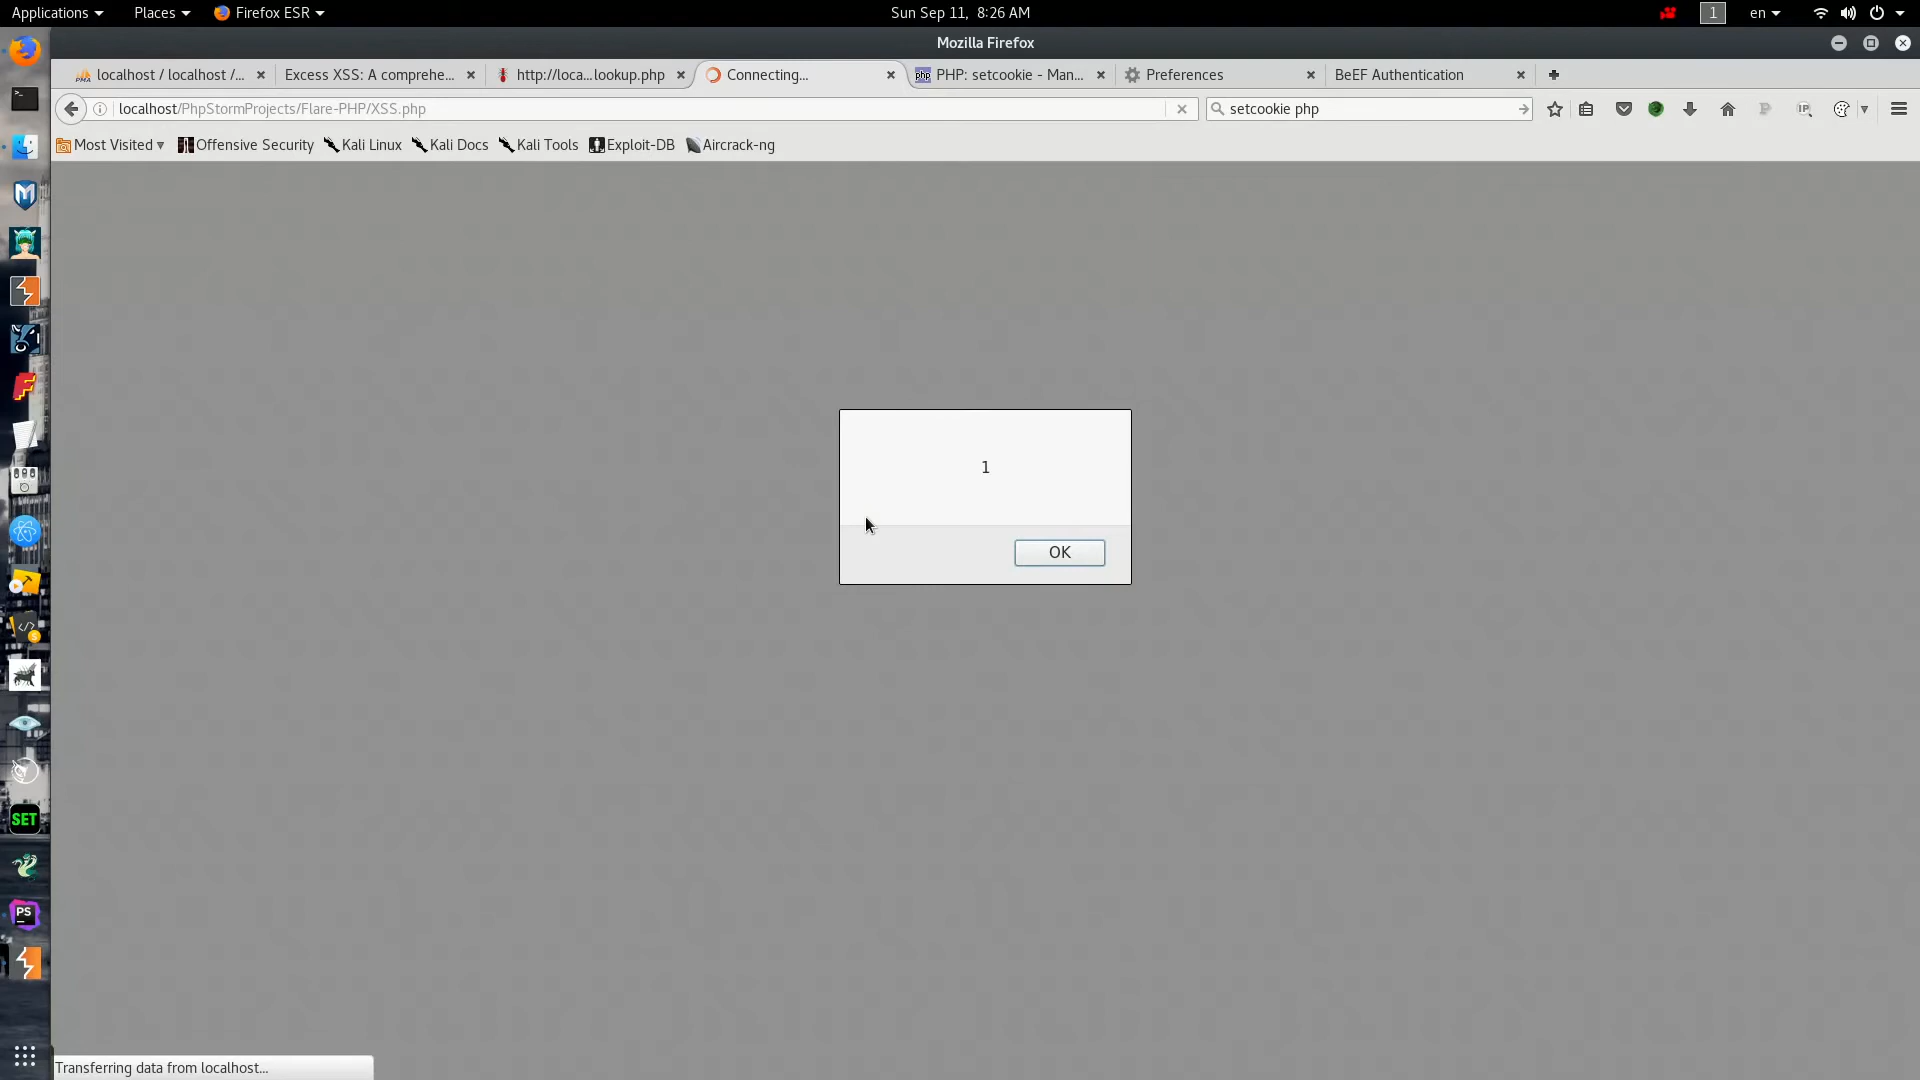 Applications Places Firefox ESR Sun Sep 11, 8:26 AM 1 en
Mozilla Firefox
localhost / localhost /... Excess XSS: A comprehe... http://loca...lookup.php Connecting... php PHP: setcookie - Man... Preferences BeEF Authentication
localhost/PhpStormProjects/Flare-PHP/XSS.php setcookie php
Most Visited Offensive Security Kali Linux Kali Docs Kali Tools Exploit-DB Aircrack-ng
1
OK
SET
PS
Transferring data from localhost...